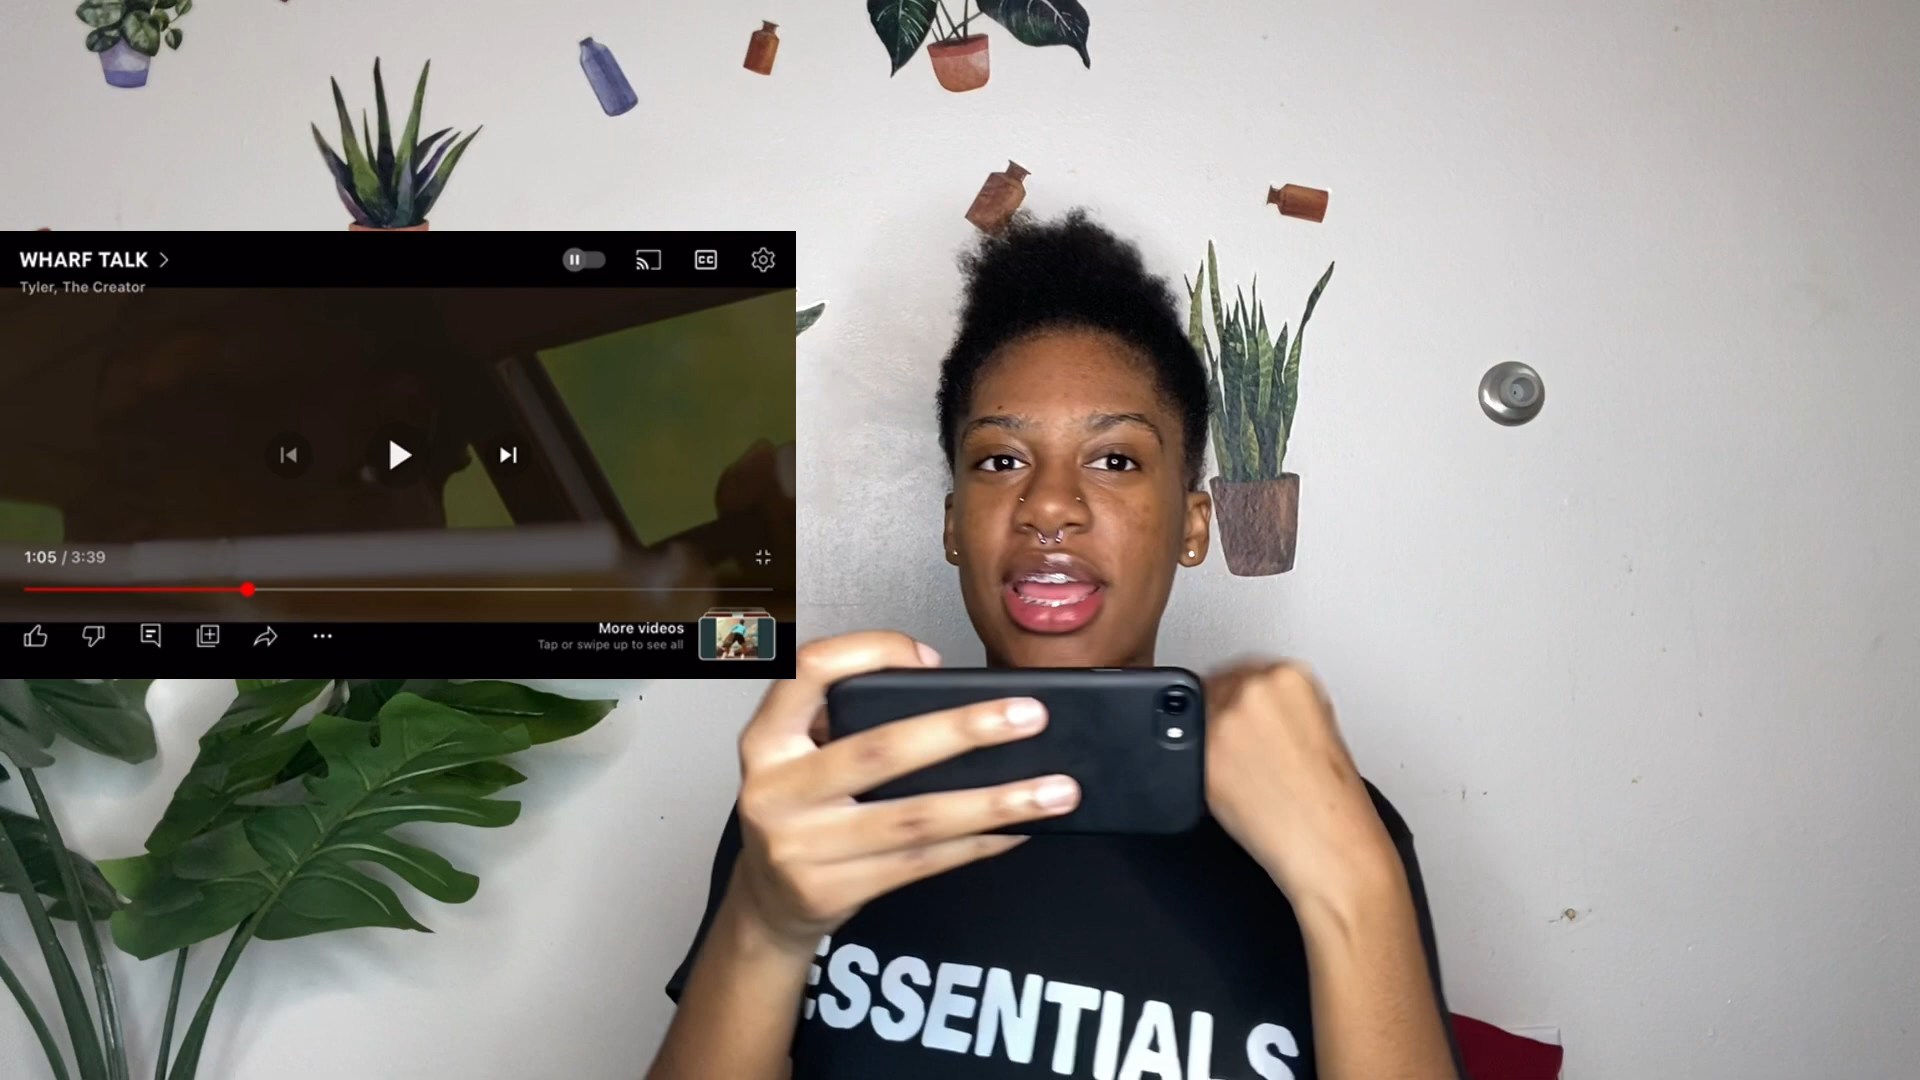 WHARF TALK
Tyler, The Creator
CC
1:05 / 3:39
More videos
Tap or swipe up to see all
ESSENTIALS